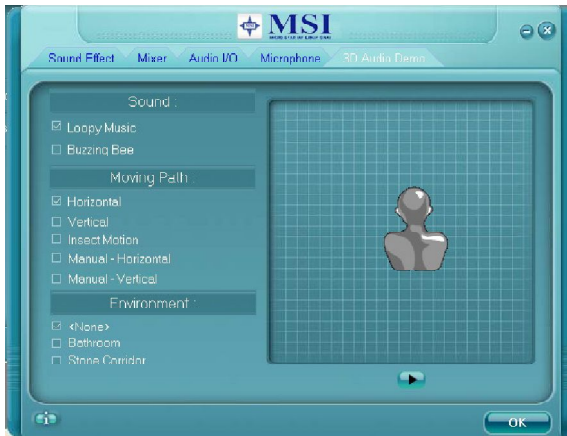 MSI
Sound Effect Mixer Audio I/O Microphone 3D Audio Demo
Sound :
Loopy Music
Buzzing Bee
Moving Path :
Horizontal
Vertical
Insect Motion
Manual - Horizontal
Manual - Vertical
Environment :
<None>
Bathroom
Stone Corridor
i
OK